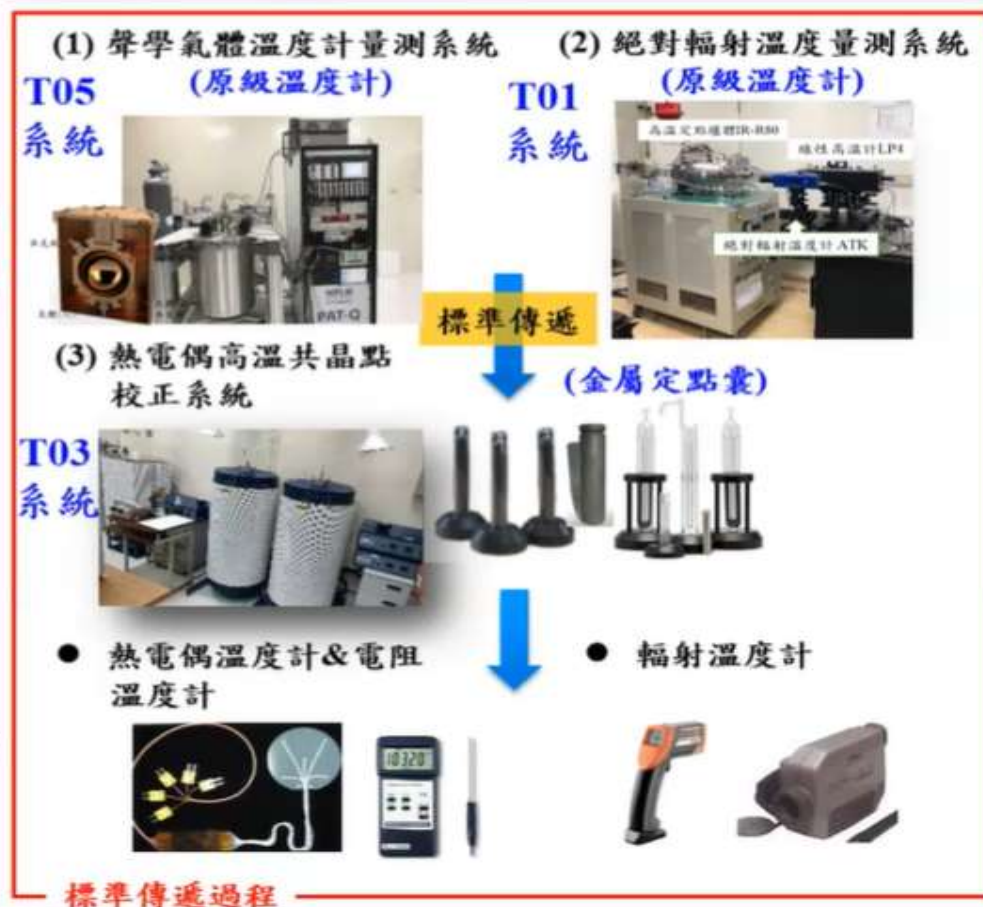 (1) 聲學氣體溫度計量測系統
(原級溫度計)
T05
系統
PAT-Q
(2) 絕對輻射溫度量測系統
(原級溫度計)
T01
系統
高溫定點爐體IR-R80
線性高溫計LP4
絕對輻射溫度計 ATK
標準傳遞
(3) 熱電偶高溫共晶點
校正系統
T03
系統
(金屬定點囊)
● 熱電偶溫度計&電阻
溫度計
● 輻射溫度計
標準傳遞過程